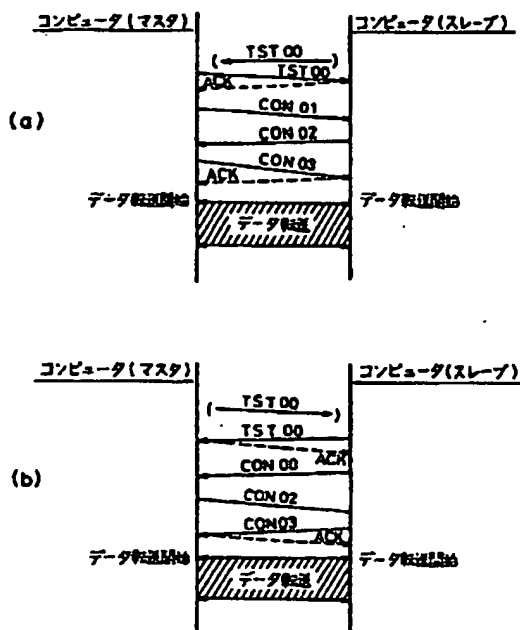 コンピュータ(マスタ) コンピュータ(スレーブ)
(a)
( TST 00 )
TST 00
ACK
CON 01
CON 02
CON 03
ACK
データ転送開始 データ転送開始
データ転送
コンピュータ(マスタ) コンピュータ(スレーブ)
(b)
( TST 00 )
TST 00
ACK
CON 00
CON 02
CON 03
ACK
データ転送開始 データ転送開始
データ転送